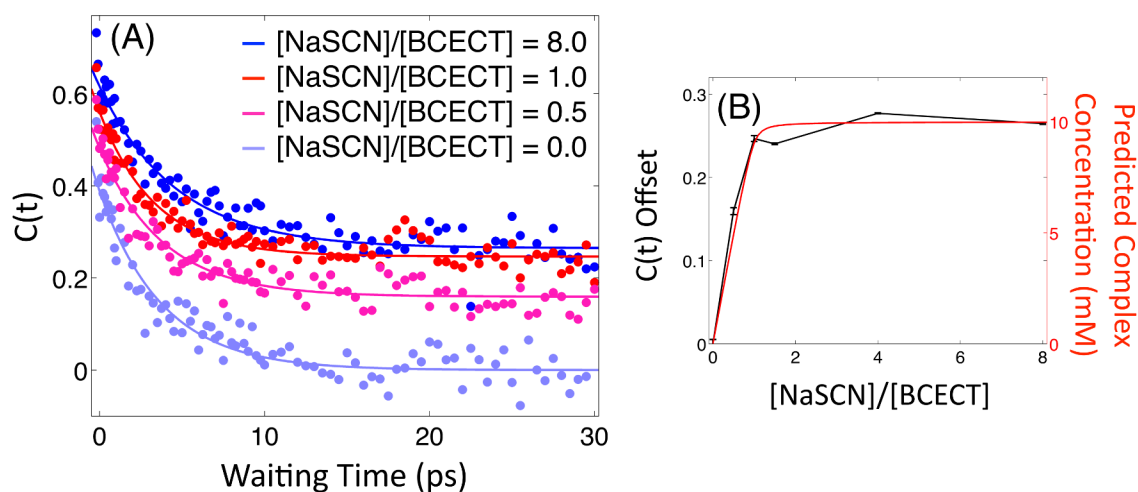 (A)
[NaSCN]/[BCECT] = 8.0
[NaSCN]/[BCECT] = 1.0
[NaSCN]/[BCECT] = 0.5
[NaSCN]/[BCECT] = 0.0
0.6
0.4
0.2
0
C(t)
0 10 20 30
Waiting Time (ps)
(B)
0.3
0.2
0.1
0
C(t) Offset
0 2 4 6 8
[NaSCN]/[BCECT]
10
5
0
Predicted Complex
Concentration (mM)